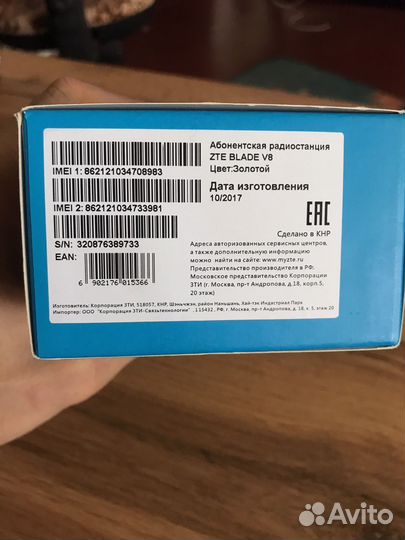 Абонентская радиостанция
ZTE BLADE V8
IMEI 1: 862121034708983
Цвет:Золотой
Дата изготовления
10/2017
IMEI 2: 862121034733981
EAC
Сделано в КНР
S/N: 320876389733
EAN:
6 902176 015366
Адреса авторизованных сервисных центров,
а также дополнительную информацию
можно найти на сайте: www.myzte.ru
Представительство производителя в РФ:
Московское представительство Корпорации
ЗТИ (г. Москва, пр-т Андропова, д.18, корп.5,
20 этаж)
Изготовитель: Корпорация ЗТИ, 518057, КНР, Шэньчжэн, район Наньшань, Хай-тэк Индастриал Парк
Импортер: ООО "Корпорация ЗТИ-Связьтехнологии" ,115432, РФ, г. Москва, пр-т Андропова, д.18, к. 5, этаж 20
Avito